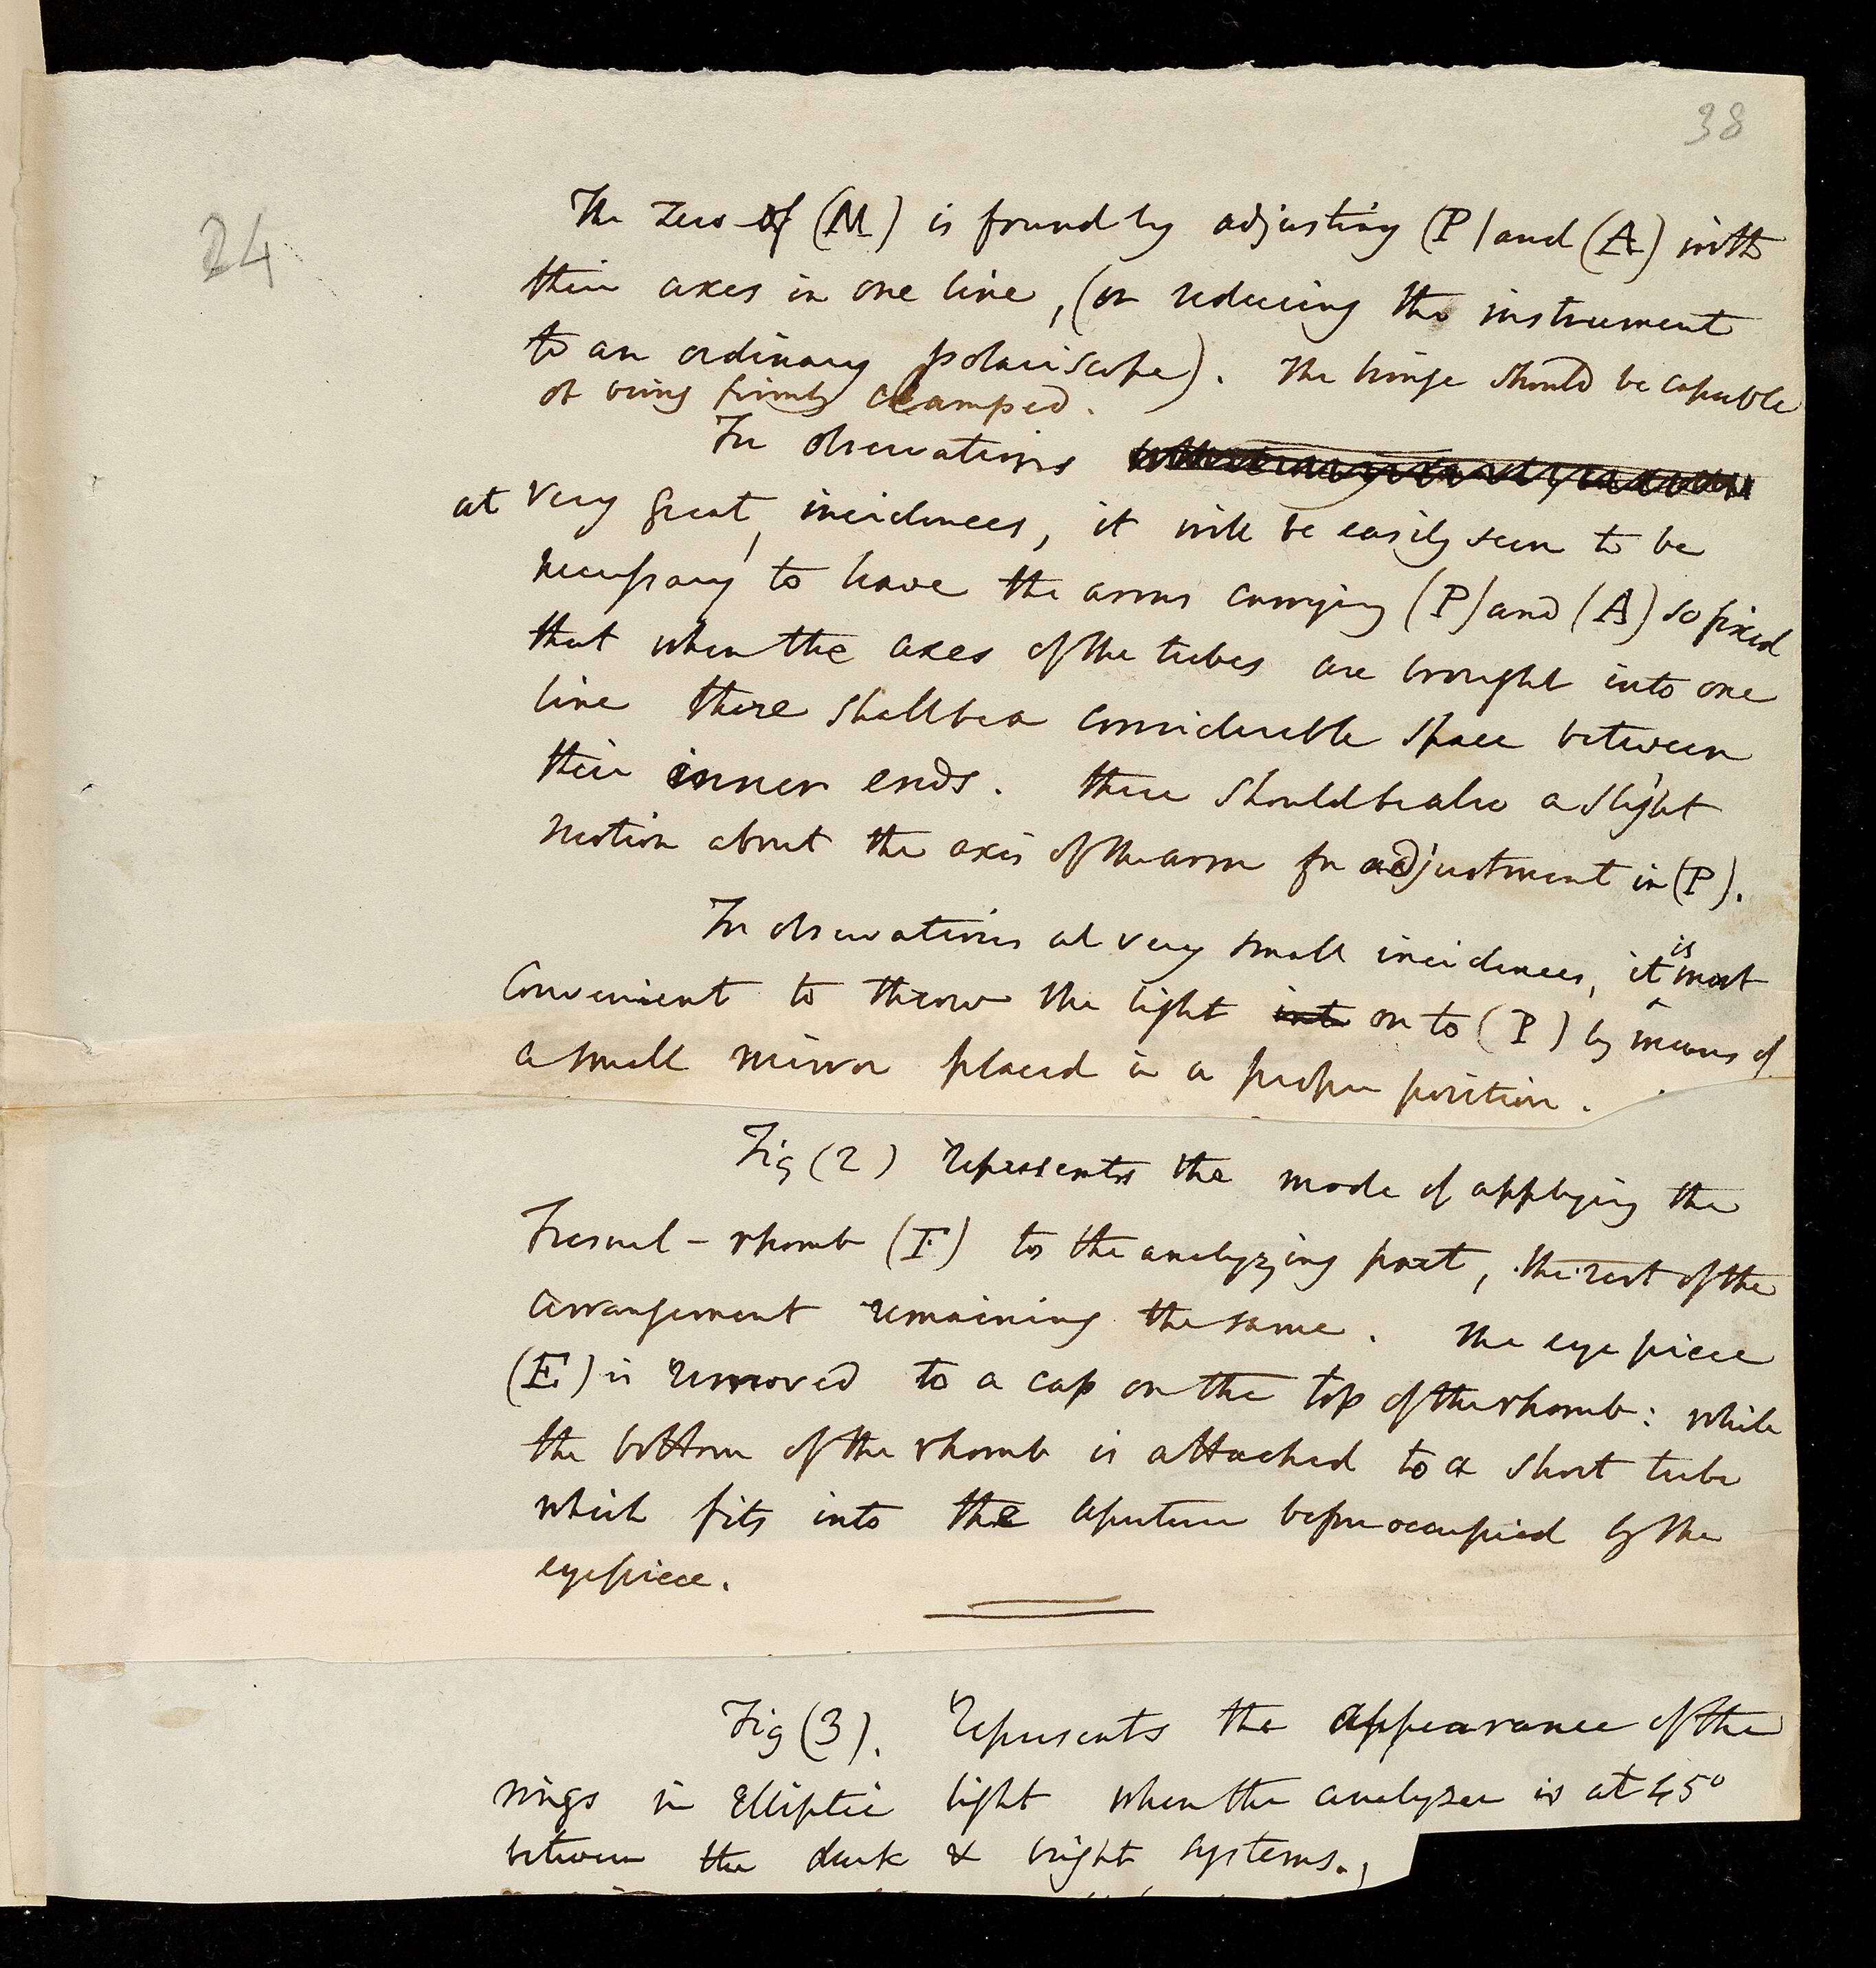 38
24
The zero of (M) is found by adjusting (P) and (A) with
their axes in one line, (or reducing the instrument
to an ordinary polariscope). The hinge should be capable
of being firmly clamped.
In observations
at very great incidences, it will be easily seen to be
necessary to have the arms carrying (P) and (A) so fixed
that when the axes of the tubes are brought into one
line there shall be a considerable space between
their inner ends. There should be also a slight
motion about the axis of the arm for adjustment in (P).
In observations at very small incidences, it is most
convenient to throw the light into on to (P) by means of
a small mirror placed in a proper position.
Fig (2) represents the mode of applying the
Fresnel-rhomb (F) to the analyzing part, the rest of the
arrangement remaining the same. The eye piece
(E) is removed to a cap on the top of the rhomb: while
the bottom of the rhomb is attached to a short tube
which fits into the aperture before occupied by the
eyepiece.
Fig (3). Represents the appearance of the
rings in elliptic light when the analyser is at 45°
between the dark & bright systems.,